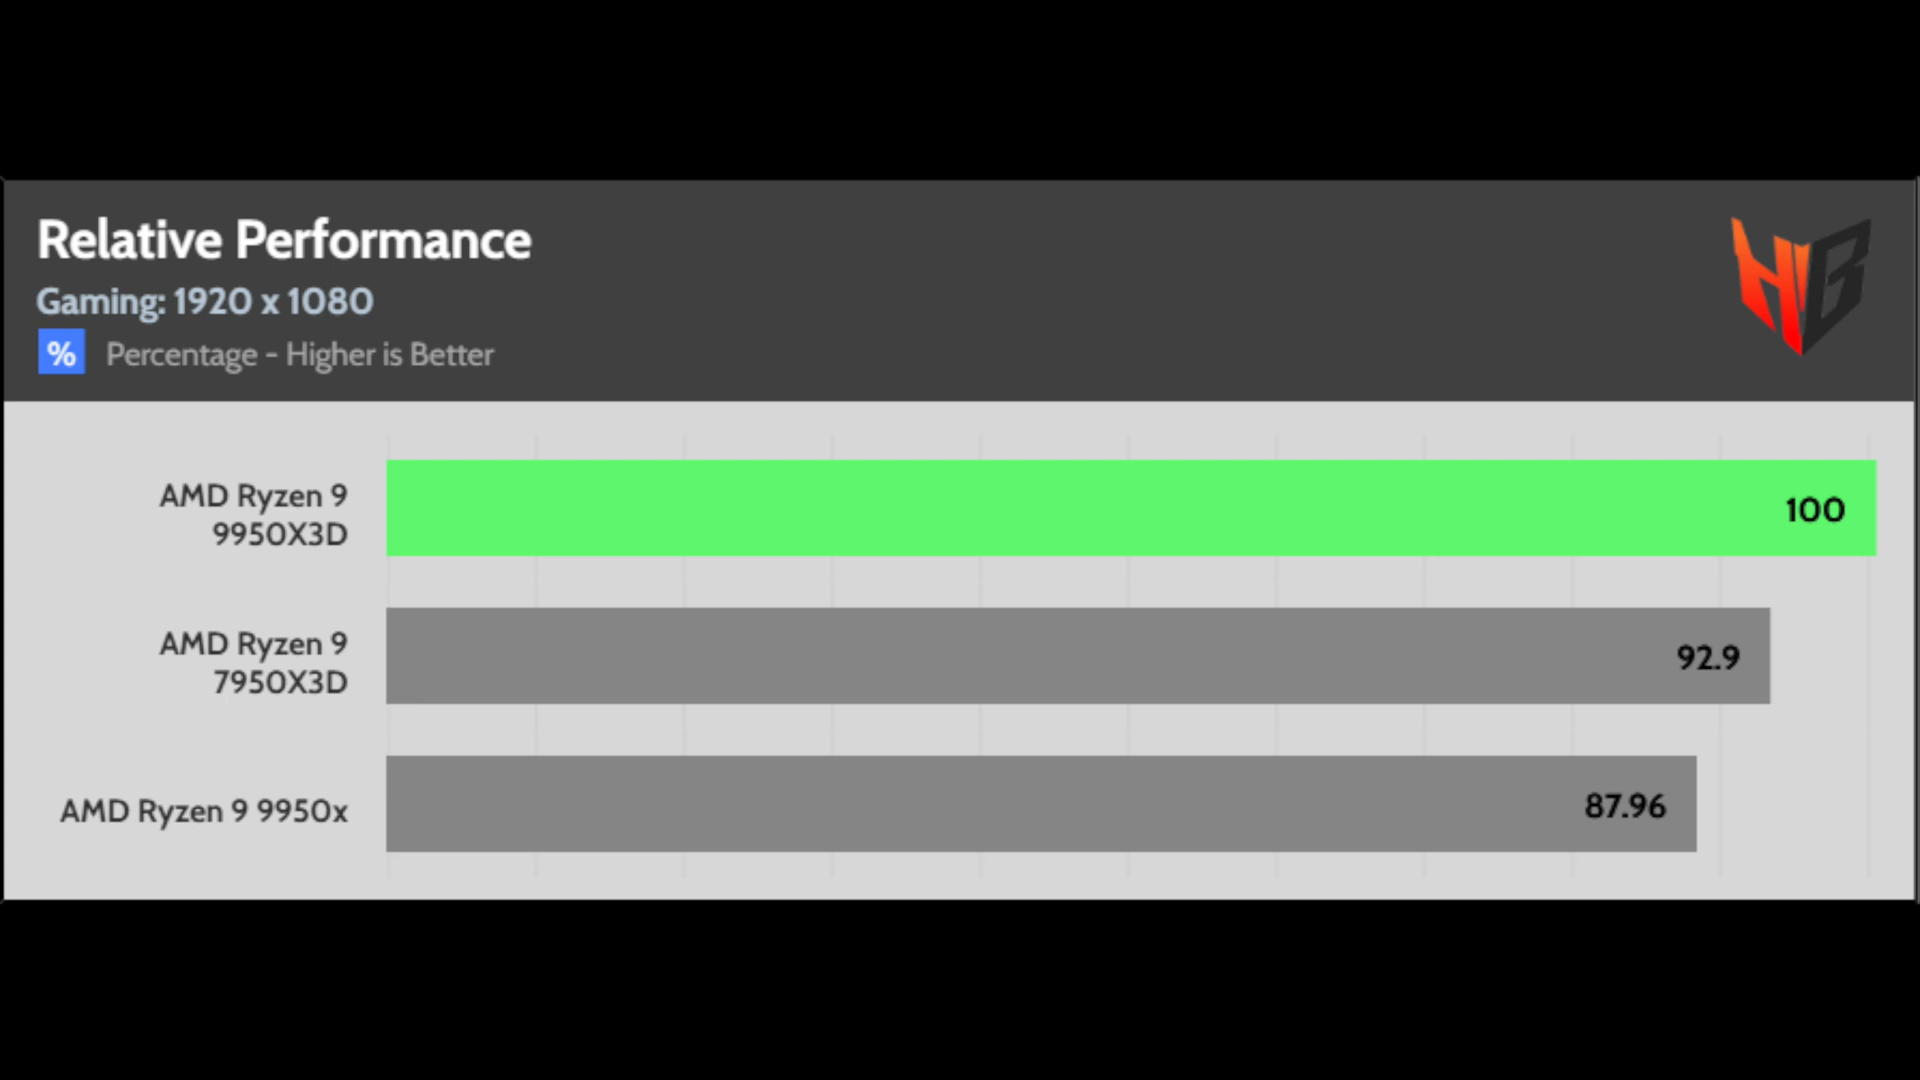 Relative Performance
Gaming: 1920 x 1080
% Percentage - Higher is Better
HB
AMD Ryzen 9
9950X3D
100
AMD Ryzen 9
7950X3D
92.9
AMD Ryzen 9 9950x
87.96